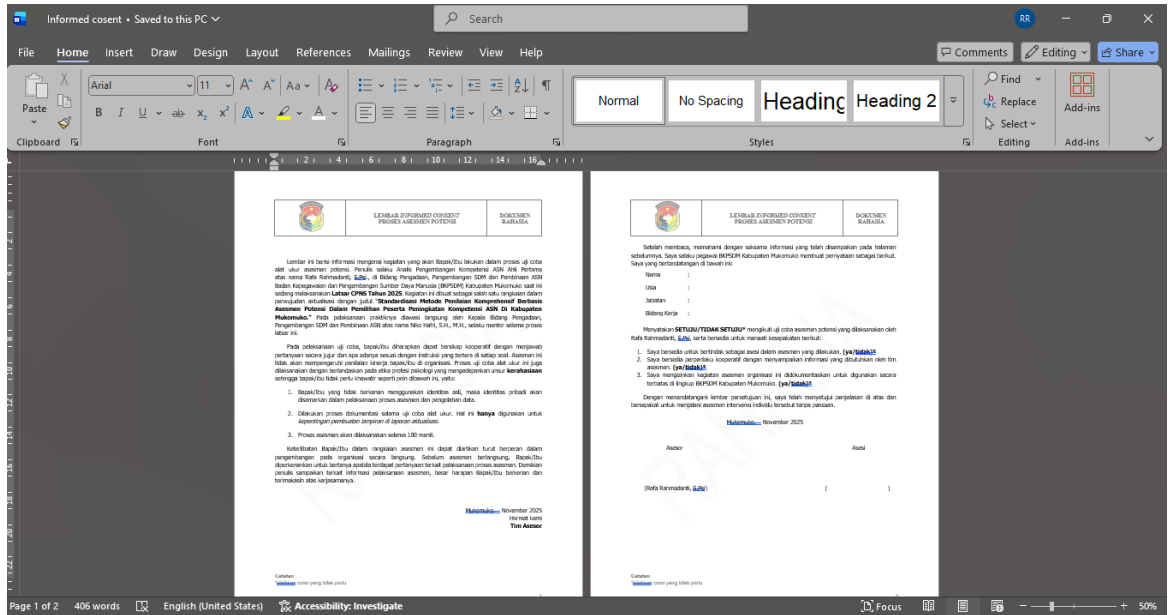 Informed cosent • Saved to this PC
Search
RR
File Home Insert Draw Design Layout References Mailings Review View Help
Comments Editing Share
Paste
Arial 11
Normal No Spacing Heading Heading 2
Find
Replace
Select
Add-ins
Clipboard Font Paragraph Styles Editing Add-ins
LEMBAR INFORMED CONSENT
PROSES ASESMEN POTENSI
DOKUMEN
RAHASIA
Lembar ini berisi informasi mengenai kegiatan yang akan Bapak/Ibu lakukan dalam proses uji coba
alat ukur asesmen potensi. Penulis selaku Analis Pengembangan Kompetensi ASN Ahli Pertama
atas nama Rafa Rahmadanti, S.Psi., di Bidang Pengadaan, Pengembangan SDM dan Pembinaan ASN
Badan Kepegawaian dan Pengembangan Sumber Daya Manusia (BKPSDM) Kabupaten Mukomuko saat ini
sedang melaksanakan Latsar CPNS Tahun 2025. Kegiatan ini dibuat sebagai salah satu rangkaian dalam
perwujudan aktualisasi dengan judul "Standardisasi Metode Penilaian Komprehensif Berbasis
Asesmen Potensi Dalam Pemilihan Peserta Peningkatan Kompetensi ASN Di Kabupaten
Mukomuko." Pada pelaksanaan praktiknya diawasi langsung oleh Kepala Bidang Pengadaan,
Pengembangan SDM dan Pembinaan ASN atas nama Niko Hafri, S.H., M.H., selaku mentor selama proses
latsar ini.
Pada pelaksanaan uji coba, bapak/ibu diharapkan dapat bersikap kooperatif dengan menjawab
pertanyaan secara jujur dan apa adanya sesuai dengan instruksi yang tertera di setiap soal. Asesmen ini
tidak akan mempengaruhi penilaian kinerja bapak/ibu di organisasi. Proses uji coba alat ukur ini juga
dilaksanakan dengan berlandaskan pada etika profesi psikologi yang mengedepankan unsur kerahasiaan
sehingga bapak/ibu tidak perlu khawatir seperti poin dibawah ini, yaitu:
1. Bapak/Ibu yang tidak berkenan menggunakan identitas asli, maka identitas pribadi akan
disamarkan dalam pelaksanaan proses asesmen dan pengolahan data.
2. Dilakukan proses dokumentasi selama uji coba alat ukur. Hal ini hanya digunakan untuk
kepentingan pembuatan lampiran di laporan aktualisasi.
3. Proses asesmen akan dilaksanakan selama 100 menit.
Keterlibatan Bapak/Ibu dalam rangkaian asesmen ini dapat diartikan turut berperan dalam
pengembangan pada organisasi secara langsung. Sebelum asesmen berlangsung, Bapak/Ibu
diperkenankan untuk bertanya apabila terdapat pertanyaan terkait pelaksanaan proses asesmen. Demikian
penulis sampaikan terkait informasi pelaksanaan asesmen, besar harapan Bapak/Ibu berkenan dan
terimakasih atas kerjasamanya.
Mukomuko, November 2025
Hormat kami
Tim Asesor
Catatan
coret yang tidak perlu
LEMBAR INFORMED CONSENT
PROSES ASESMEN POTENSI
DOKUMEN
RAHASIA
Setelah membaca, memahami dengan saksama informasi yang telah disampaikan pada halaman
sebelumnya. Saya selaku pegawai BKPSDM Kabupaten Mukomuko membuat pernyataan sebagai berikut.
Saya yang bertandatangan di bawah ini:
Nama :
Usia :
Jabatan :
Bidang Kerja :
Menyatakan SETUJU/TIDAK SETUJU* mengikuti uji coba asesmen potensi yang dilaksanakan oleh
Rafa Rahmadanti, S.Psi, serta bersedia untuk menaati kesepakatan berikut:
1. Saya bersedia untuk bertindak sebagai asesi dalam asesmen yang dilakukan. (ya/tidak)*
2. Saya bersedia berperilaku kooperatif dengan menyampaikan informasi yang dibutuhkan oleh tim
asesmen. (ya/tidak)*
3. Saya mengizinkan kegiatan asesmen organisasi ini didokumentasikan untuk digunakan secara
terbatas di lingkup BKPSDM Kabupaten Mukomuko. (ya/tidak)*
Dengan menandatangani lembar persetujuan ini, saya telah menyetujui penjelasan di atas dan
bersepakat untuk menjalani asesmen intervensi individu tersebut tanpa paksaan.
Mukomuko, November 2025
Asesor Asesi
(Rafa Rahmadanti, S.Psi) ( )
Catatan
coret yang tidak perlu
RAHASIA
Page 1 of 2 406 words English (United States) Accessibility: Investigate Focus 50%